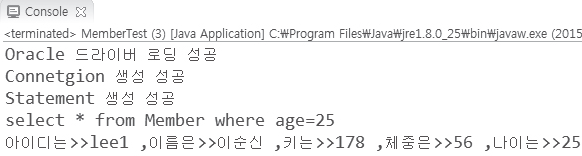 Console
<terminated> MemberTest (3) [Java Application] C:₩Program Files₩Java₩jre1.8.0_25₩bin₩javaw.exe (2015
Oracle 드라이버 로딩 성공
Connetgion 생성 성공
Statement 생성 성공
select * from Member where age=25
아이디는>>lee1 ,이름은>>이순신 ,키는>>178 ,체중은>>56 ,나이는>>25